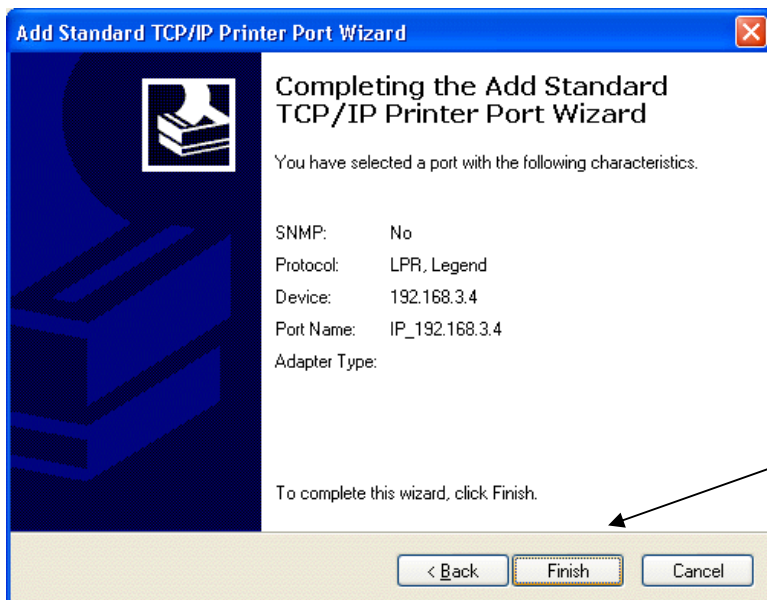 Add Standard TCP/IP Printer Port Wizard
Completing the Add Standard
TCP/IP Printer Port Wizard
You have selected a port with the following characteristics.
SNMP: No
Protocol: LPR, Legend
Device: 192.168.3.4
Port Name: IP_192.168.3.4
Adapter Type:
To complete this wizard, click Finish.
< Back Finish Cancel